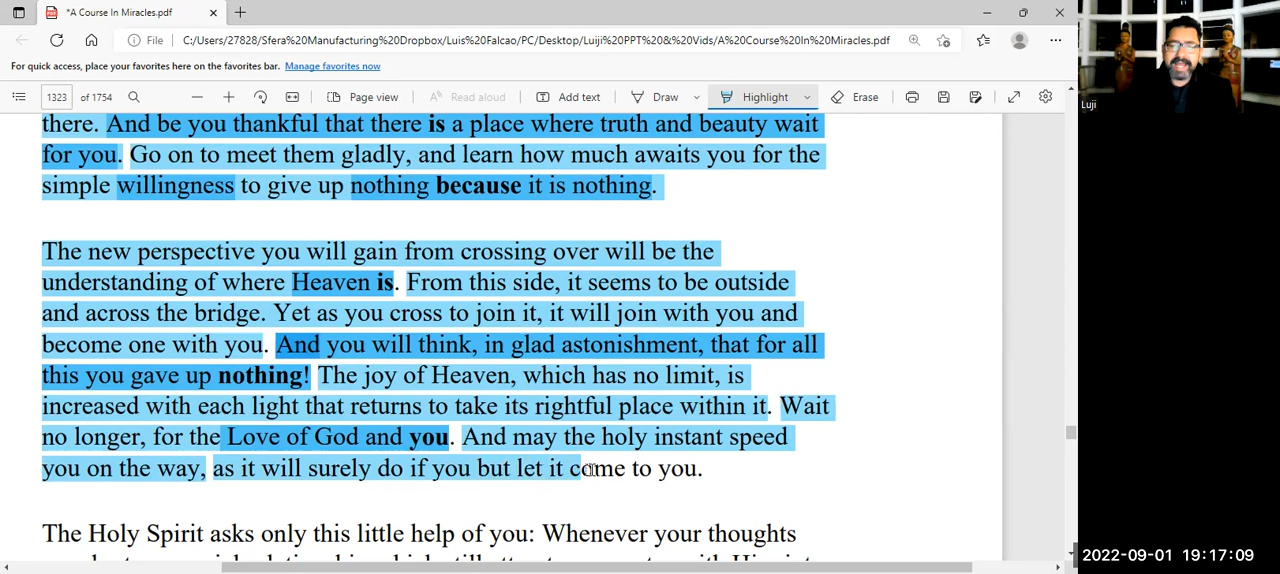 *A Course In Miracles.pdf
File C:/Users/27828/Sfera%20Manufacturing%20Dropbox/Luis%20Falcao/PC/Desktop/Luiji%20PPT%20&%20Vids/A%20Course%20In%20Miracles.pdf
For quick access, place your favorites here on the favorites bar. Manage favorites now
1323 of 1754 Page view Read aloud Add text Draw Highlight Erase
there. And be you thankful that there is a place where truth and beauty wait
for you. Go on to meet them gladly, and learn how much awaits you for the
simple willingness to give up nothing because it is nothing.
The new perspective you will gain from crossing over will be the
understanding of where Heaven is. From this side, it seems to be outside
and across the bridge. Yet as you cross to join it, it will join with you and
become one with you. And you will think, in glad astonishment, that for all
this you gave up nothing! The joy of Heaven, which has no limit, is
increased with each light that returns to take its rightful place within it. Wait
no longer, for the Love of God and you. And may the holy instant speed
you on the way, as it will surely do if you but let it come to you.
The Holy Spirit asks only this little help of you: Whenever your thoughts
Luji
2022-09-01 19:17:09